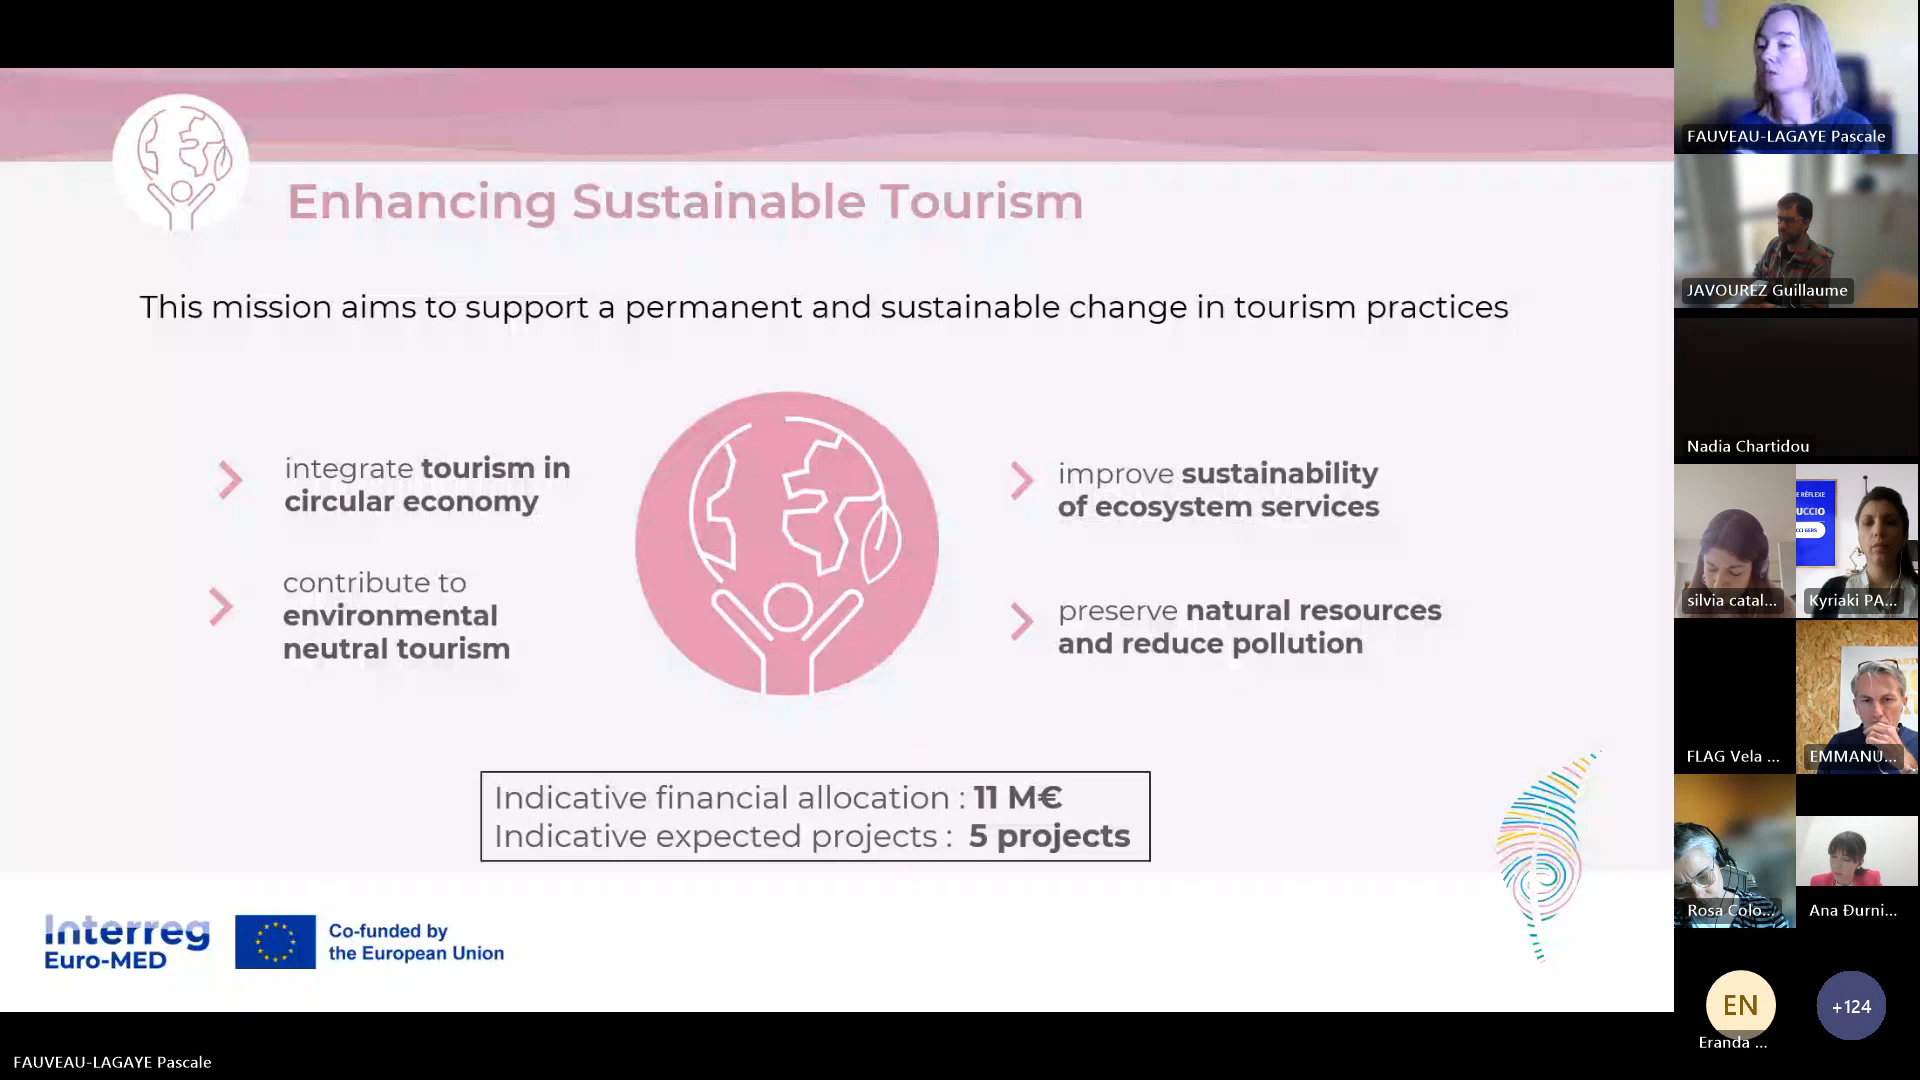 Enhancing Sustainable Tourism
This mission aims to support a permanent and sustainable change in tourism practices
integrate tourism in
circular economy
contribute to
environmental
neutral tourism
improve sustainability
of ecosystem services
preserve natural resources
and reduce pollution
Indicative financial allocation : 11 M€
Indicative expected projects : 5 projects
Interreg
Euro-MED
Co-funded by
the European Union
FAUVEAU-LAGAYE Pascale
FAUVEAU-LAGAYE Pascale
JAVOUREZ Guillaume
Nadia Chartidou
silvia catal...
E RÉFLEXE
UCCIO
CCI GERS
Kyriaki PA...
FLAG Vela ...
EMMANU...
Rosa Colo...
Ana Đurni...
EN
Eranda ...
+124